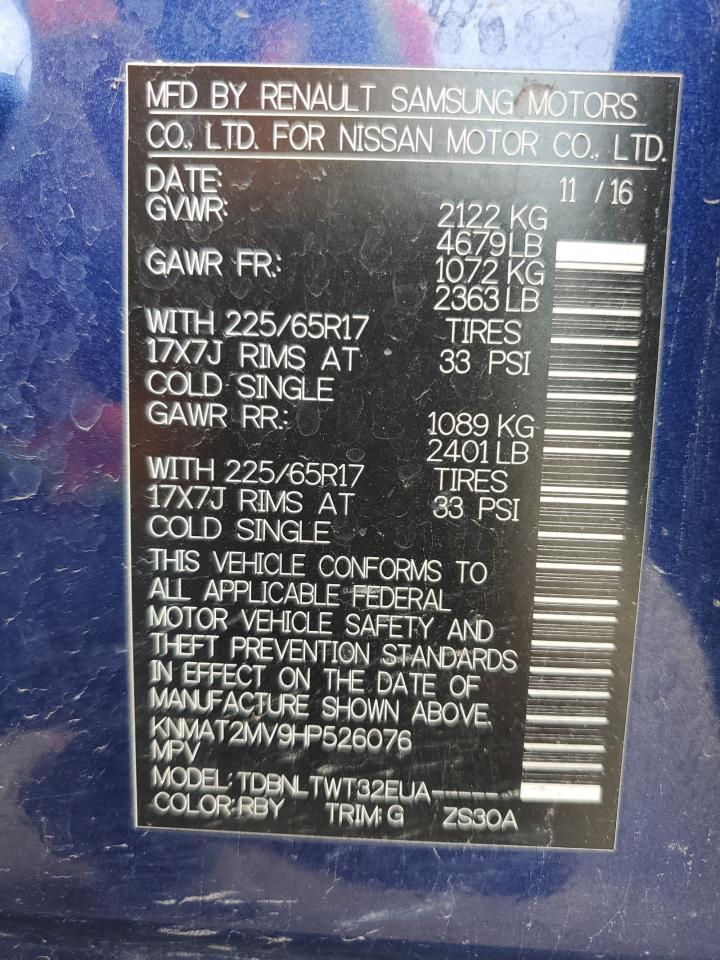 MFD BY RENAULT SAMSUNG MOTORS
CO., LTD. FOR NISSAN MOTOR CO., LTD.
DATE: 11 / 16
GVWR: 2122 KG
4679 LB
GAWR FR: 1072 KG
2363 LB
WITH 225/65R17 TIRES
17X7J RIMS AT 33 PSI
COLD SINGLE
GAWR RR: 1089 KG
2401 LB
WITH 225/65R17 TIRES
17X7J RIMS AT 33 PSI
COLD SINGLE
THIS VEHICLE CONFORMS TO
ALL APPLICABLE FEDERAL
MOTOR VEHICLE SAFETY AND
THEFT PREVENTION STANDARDS
IN EFFECT ON THE DATE OF
MANUFACTURE SHOWN ABOVE.
KNMAT2MV9HP526076
MPV
MODEL: TDBNLTWT32EUA-----
COLOR: RBY TRIM: G ZS30A